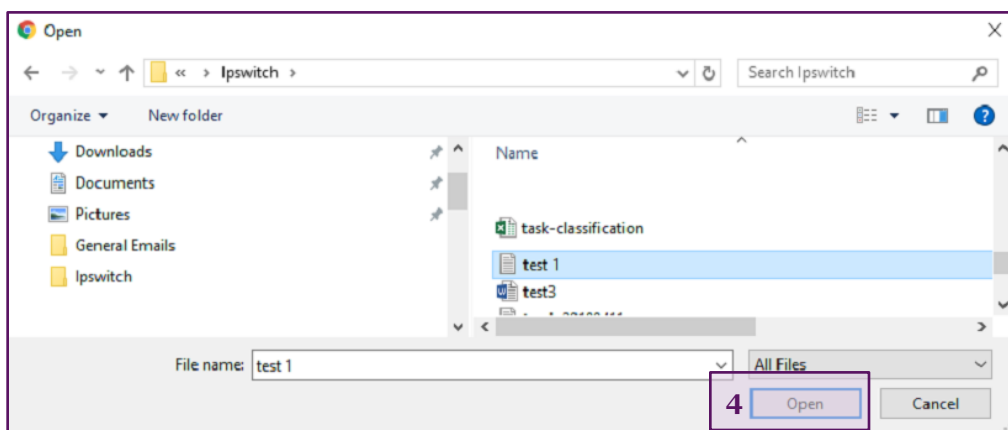 Open
« > Ipswitch >
Search Ipswitch
Organize
New folder
Downloads
Documents
Pictures
General Emails
Ipswitch
Name
task-classification
test 1
test3
File name:
test 1
All Files
4
Open
Cancel